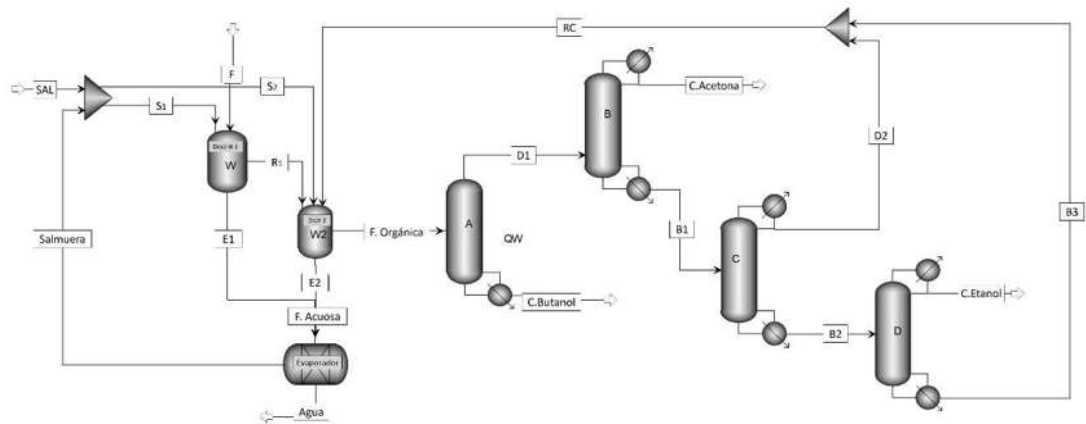 RC
F
SAL
S2
S1
B
C.Acetona
D2
W
R1
D1
B3
A
W2
F. Orgánica
QW
Salmuera
E1
B1
C
E2
C.Butanol
C.Etanol
F. Acuosa
B2
D
Evaporador
Agua